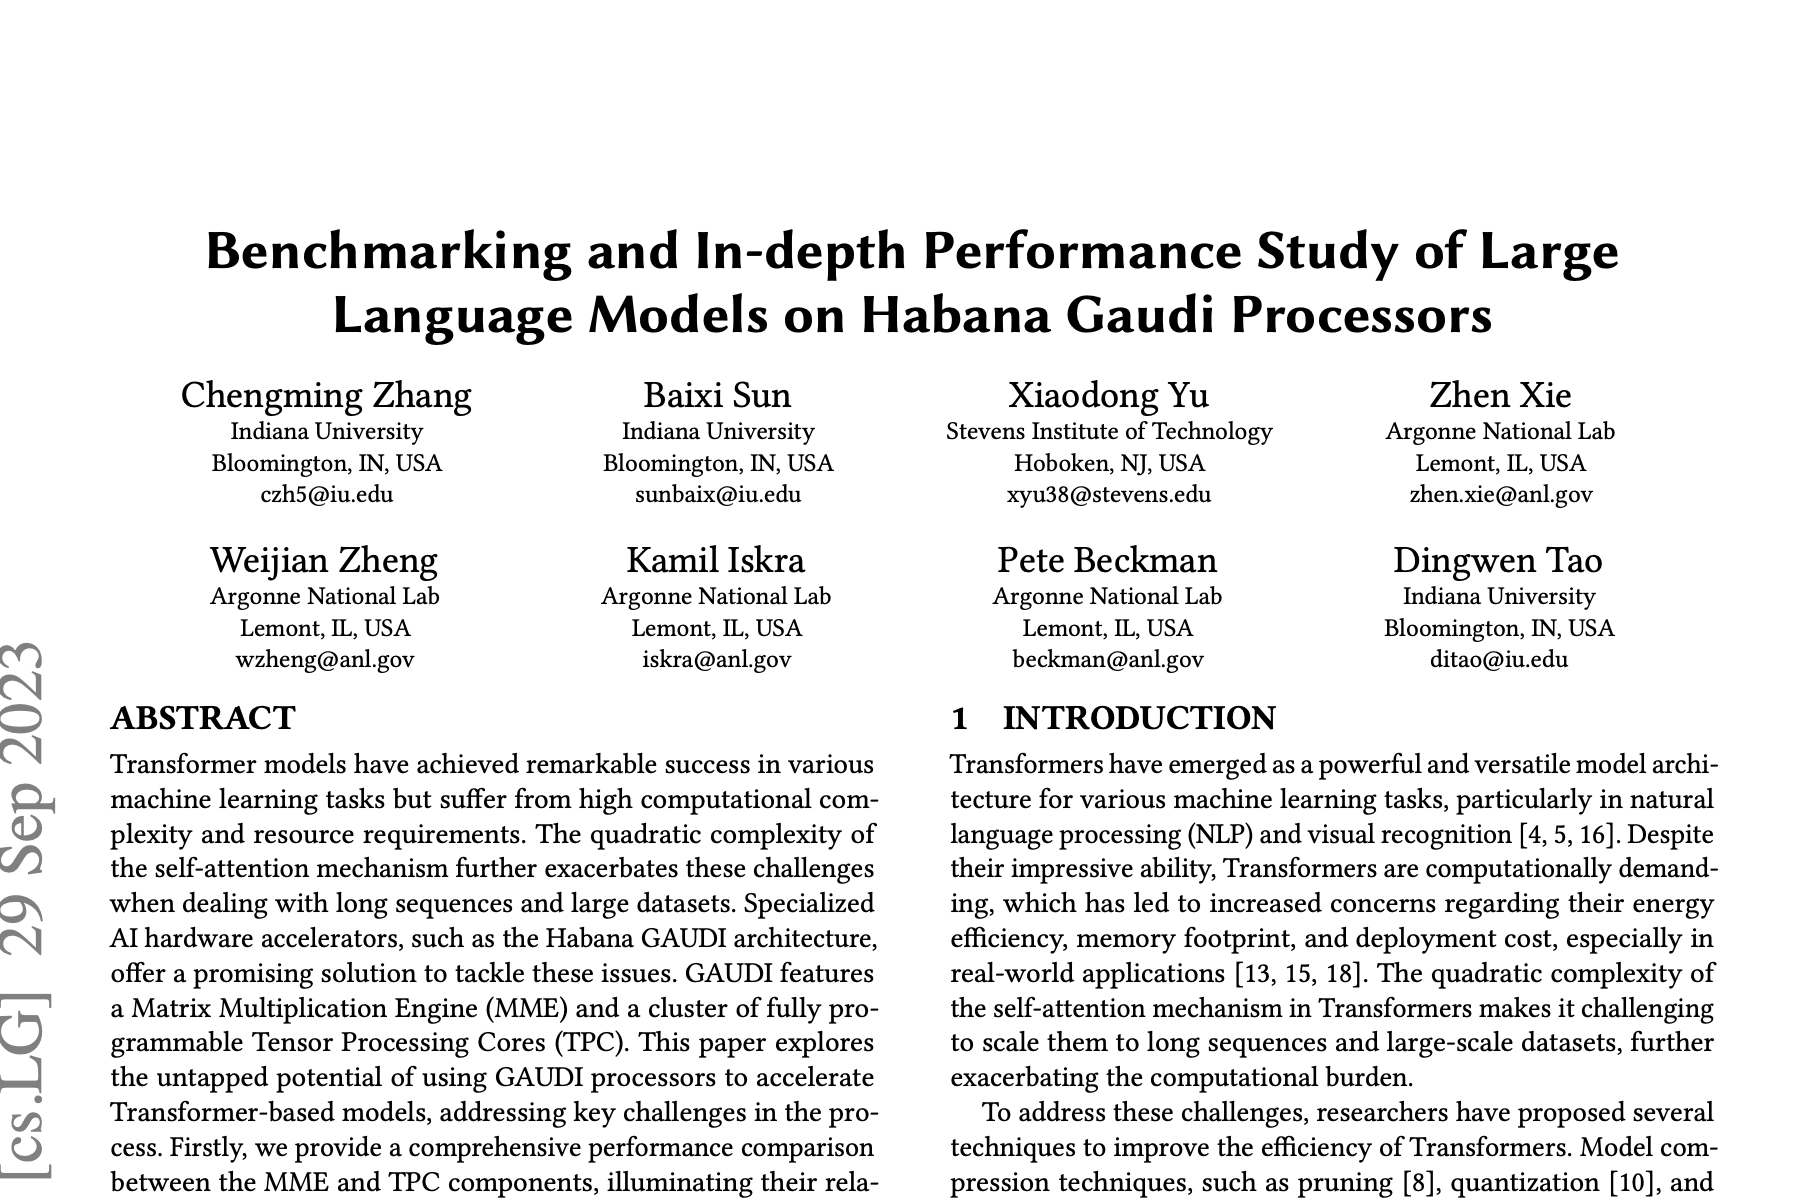 Benchmarking and In-depth Performance Study of Large
Language Models on Habana Gaudi Processors
Chengming Zhang
Indiana University
Bloomington, IN, USA
czh5@iu.edu
Baixi Sun
Indiana University
Bloomington, IN, USA
sunbaix@iu.edu
Xiaodong Yu
Stevens Institute of Technology
Hoboken, NJ, USA
xyu38@stevens.edu
Zhen Xie
Argonne National Lab
Lemont, IL, USA
zhen.xie@anl.gov
Weijian Zheng
Argonne National Lab
Lemont, IL, USA
wzheng@anl.gov
Kamil Iskra
Argonne National Lab
Lemont, IL, USA
iskra@anl.gov
Pete Beckman
Argonne National Lab
Lemont, IL, USA
beckman@anl.gov
Dingwen Tao
Indiana University
Bloomington, IN, USA
ditao@iu.edu
ABSTRACT
Transformer models have achieved remarkable success in various
machine learning tasks but suffer from high computational com-
plexity and resource requirements. The quadratic complexity of
the self-attention mechanism further exacerbates these challenges
when dealing with long sequences and large datasets. Specialized
AI hardware accelerators, such as the Habana GAUDI architecture,
offer a promising solution to tackle these issues. GAUDI features
a Matrix Multiplication Engine (MME) and a cluster of fully pro-
grammable Tensor Processing Cores (TPC). This paper explores
the untapped potential of using GAUDI processors to accelerate
Transformer-based models, addressing key challenges in the pro-
cess. Firstly, we provide a comprehensive performance comparison
between the MME and TPC components, illuminating their rela-
1 INTRODUCTION
Transformers have emerged as a powerful and versatile model archi-
tecture for various machine learning tasks, particularly in natural
language processing (NLP) and visual recognition [4, 5, 16]. Despite
their impressive ability, Transformers are computationally demand-
ing, which has led to increased concerns regarding their energy
efficiency, memory footprint, and deployment cost, especially in
real-world applications [13, 15, 18]. The quadratic complexity of
the self-attention mechanism in Transformers makes it challenging
to scale them to long sequences and large-scale datasets, further
exacerbating the computational burden.
To address these challenges, researchers have proposed several
techniques to improve the efficiency of Transformers. Model com-
pression techniques, such as pruning [8], quantization [10], and
[cs.LG] 29 Sep 2023